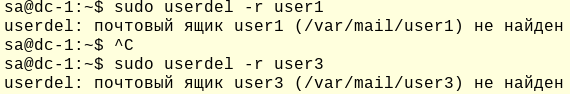 sa@dc-1:~$ sudo userdel -r user1
userdel: почтовый ящик user1 (/var/mail/user1) не найден
sa@dc-1:~$ ^C
sa@dc-1:~$ sudo userdel -r user3
userdel: почтовый ящик user3 (/var/mail/user3) не найден